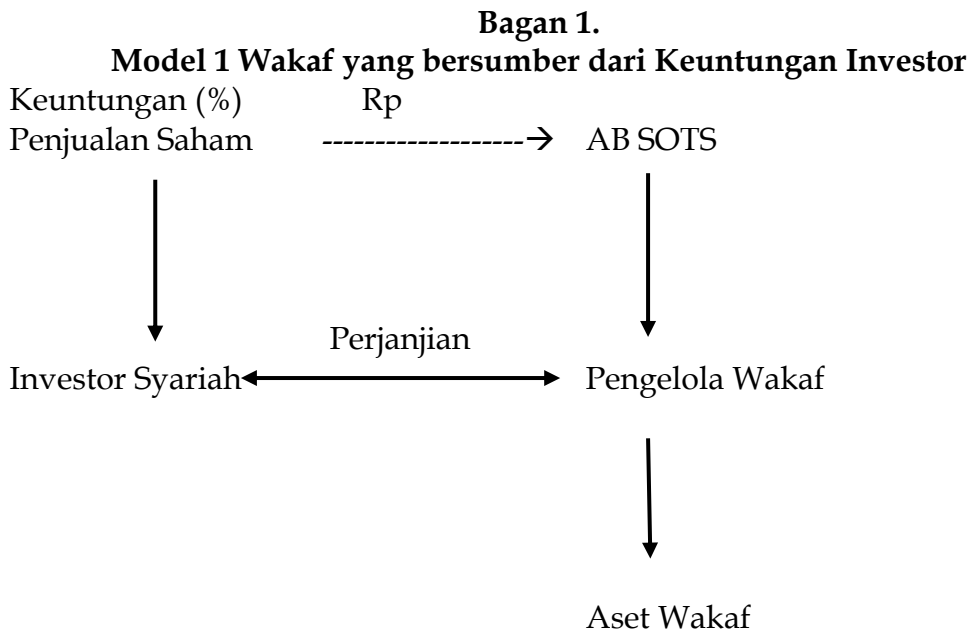 Bagan 1.
Model 1 Wakaf yang bersumber dari Keuntungan Investor
Keuntungan (%) Rp
Penjualan Saham -------------------→ AB SOTS
Perjanjian
Investor Syariah Pengelola Wakaf
Aset Wakaf